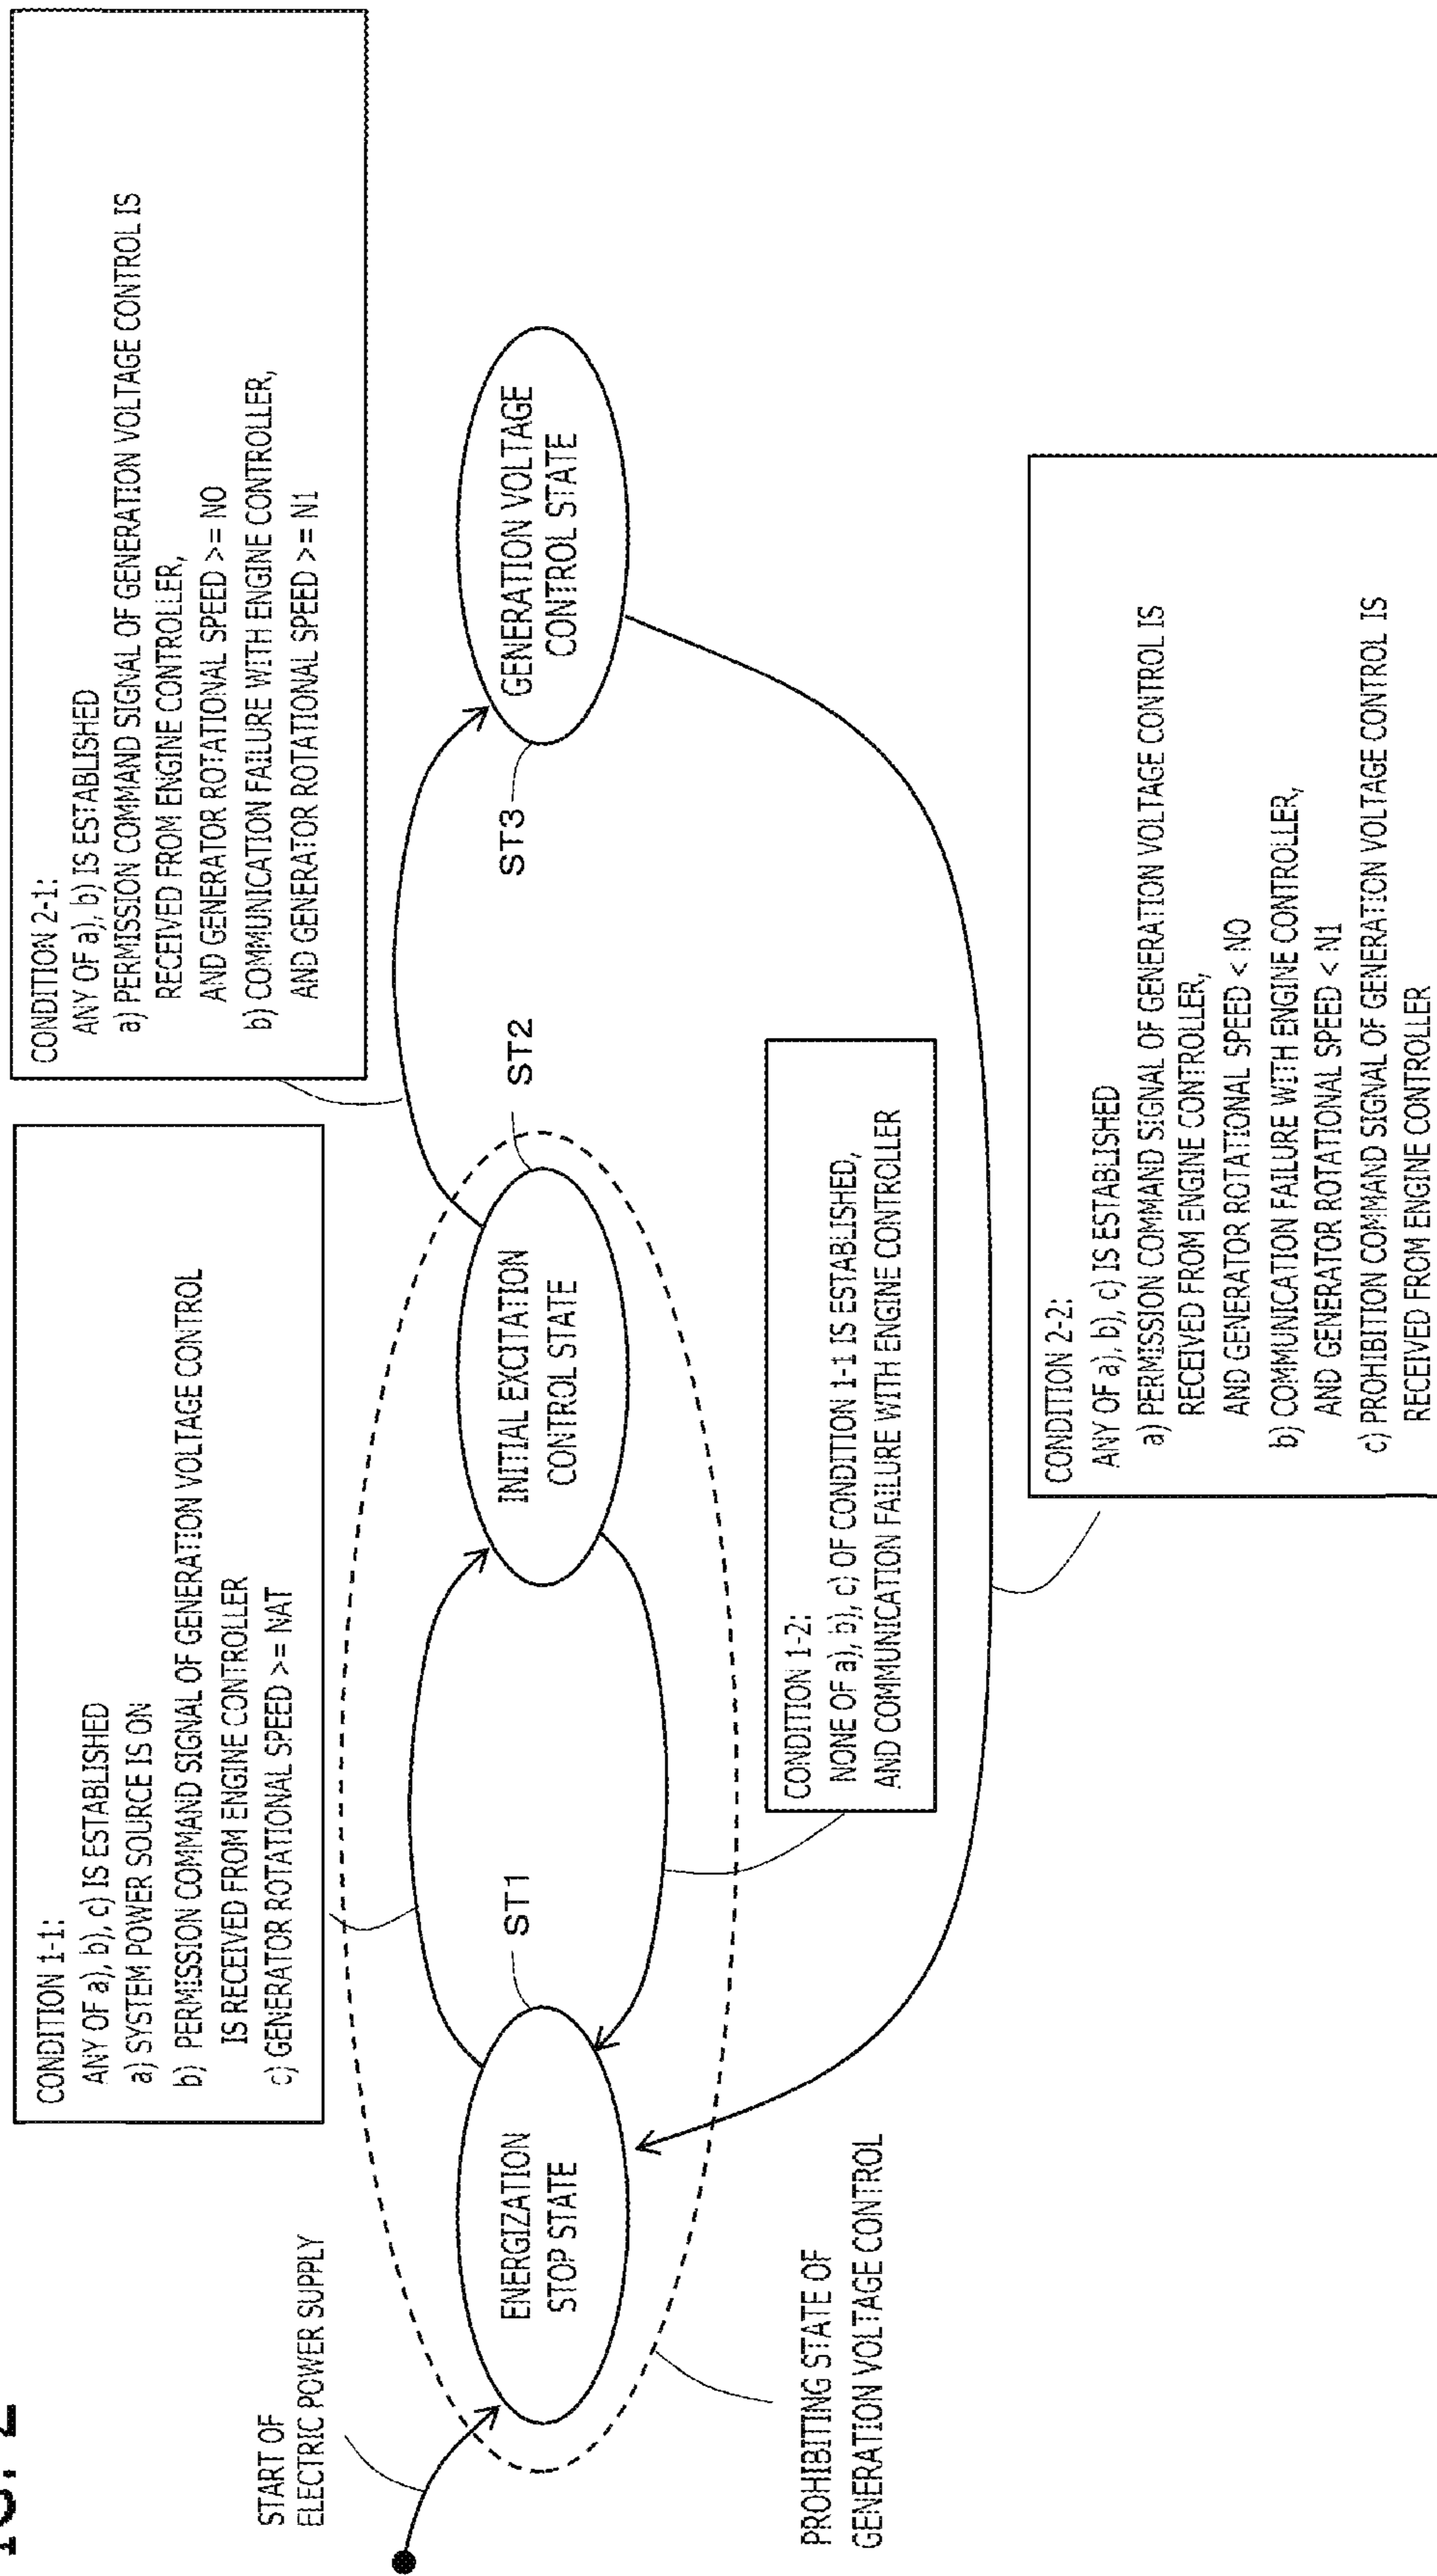 CONDITION 1-1:
ANY OF a), b), c) IS ESTABLISHED
a) SYSTEM POWER SOURCE IS ON
b) PERMISSION COMMAND SIGNAL OF GENERATION VOLTAGE CONTROL
IS RECEIVED FROM ENGINE CONTROLLER
c) GENERATOR ROTATIONAL SPEED >= NAT
CONDITION 2-1:
ANY OF a), b) IS ESTABLISHED
a) PERMISSION COMMAND SIGNAL OF GENERATION VOLTAGE CONTROL IS
RECEIVED FROM ENGINE CONTROLLER,
AND GENERATOR ROTATIONAL SPEED >= N0
b) COMMUNICATION FAILURE WITH ENGINE CONTROLLER,
AND GENERATOR ROTATIONAL SPEED >= N1
START OF
ELECTRIC POWER SUPPLY
ENERGIZATION
STOP STATE
ST1
INITIAL EXCITATION
CONTROL STATE
ST2
GENERATION VOLTAGE
CONTROL STATE
ST3
PROHIBITING STATE OF
GENERATION VOLTAGE CONTROL
CONDITION 1-2:
NONE OF a), b), c) OF CONDITION 1-1 IS ESTABLISHED,
AND COMMUNICATION FAILURE WITH ENGINE CONTROLLER
CONDITION 2-2:
ANY OF a), b), c) IS ESTABLISHED
a) PERMISSION COMMAND SIGNAL OF GENERATION VOLTAGE CONTROL IS
RECEIVED FROM ENGINE CONTROLLER,
AND GENERATOR ROTATIONAL SPEED < N0
b) COMMUNICATION FAILURE WITH ENGINE CONTROLLER,
AND GENERATOR ROTATIONAL SPEED < N1
c) PROHIBITION COMMAND SIGNAL OF GENERATION VOLTAGE CONTROL IS
RECEIVED FROM ENGINE CONTROLLER